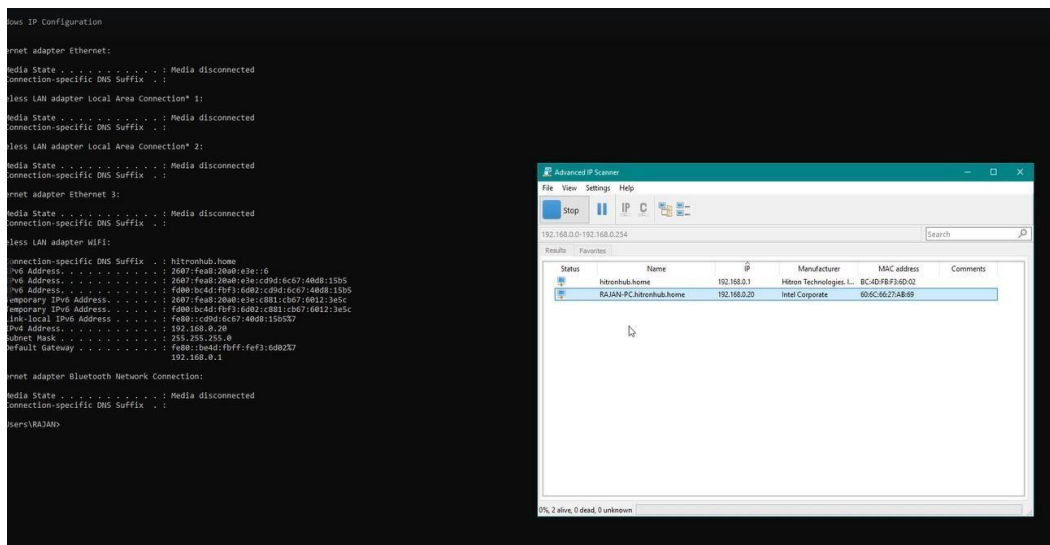 dows IP Configuration
ernet adapter Ethernet:
Media State . . . . . . . . . . . : Media disconnected
Connection-specific DNS Suffix  . :
eless LAN adapter Local Area Connection* 1:
Media State . . . . . . . . . . . : Media disconnected
Connection-specific DNS Suffix  . :
eless LAN adapter Local Area Connection* 2:
Media State . . . . . . . . . . . : Media disconnected
Connection-specific DNS Suffix  . :
ernet adapter Ethernet 3:
Media State . . . . . . . . . . . : Media disconnected
Connection-specific DNS Suffix  . :
eless LAN adapter WiFi:
Connection-specific DNS Suffix  . : hitronhub.home
IPv6 Address. . . . . . . . . . . : 2607:fea8:20a0:e3e::6
IPv6 Address. . . . . . . . . . . : 2607:fea8:20a0:e3e:cd9d:6c67:40d8:15b5
IPv6 Address. . . . . . . . . . . : fd00:bc4d:fbf3:6d02:cd9d:6c67:40d8:15b5
Temporary IPv6 Address. . . . . . : 2607:fea8:20a0:e3e:c881:cb67:6012:3e5c
Temporary IPv6 Address. . . . . . : fd00:bc4d:fbf3:6d02:c881:cb67:6012:3e5c
Link-local IPv6 Address . . . . . : fe80::cd9d:6c67:40d8:15b5%7
IPv4 Address. . . . . . . . . . . : 192.168.0.20
Subnet Mask . . . . . . . . . . . : 255.255.255.0
Default Gateway . . . . . . . . . : fe80::be4d:fbff:fef3:6d02%7
192.168.0.1
ernet adapter Bluetooth Network Connection:
Media State . . . . . . . . . . . : Media disconnected
Connection-specific DNS Suffix  . :
Users\RAJAN>
Advanced IP Scanner
File View Settings Help
Stop IP C
192.168.0.0-192.168.0.254 Search
Results Favorites
Status Name IP Manufacturer MAC address Comments
hitronhub.home 192.168.0.1 Hitron Technologies. I... BC:4D:FB:F3:6D:02
RAJAN-PC.hitronhub.home 192.168.0.20 Intel Corporate 60:6C:66:27:AB:69
0%, 2 alive, 0 dead, 0 unknown